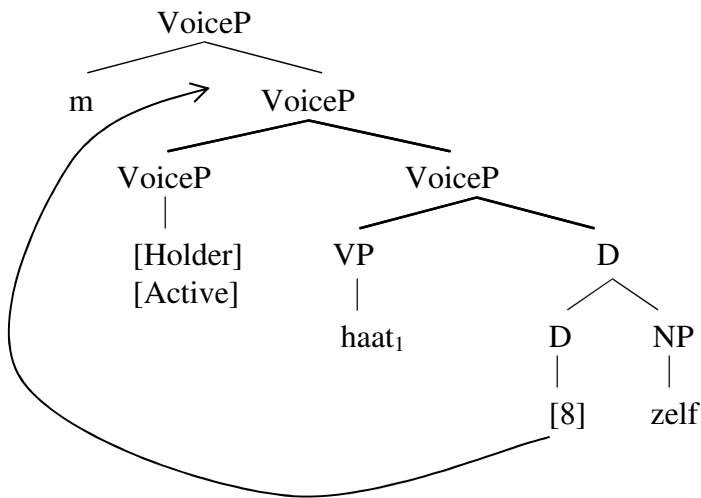 VoiceP
m VoiceP
VoiceP VoiceP
[Holder] VP D
[Active]
haat₁ D NP
[8] zelf